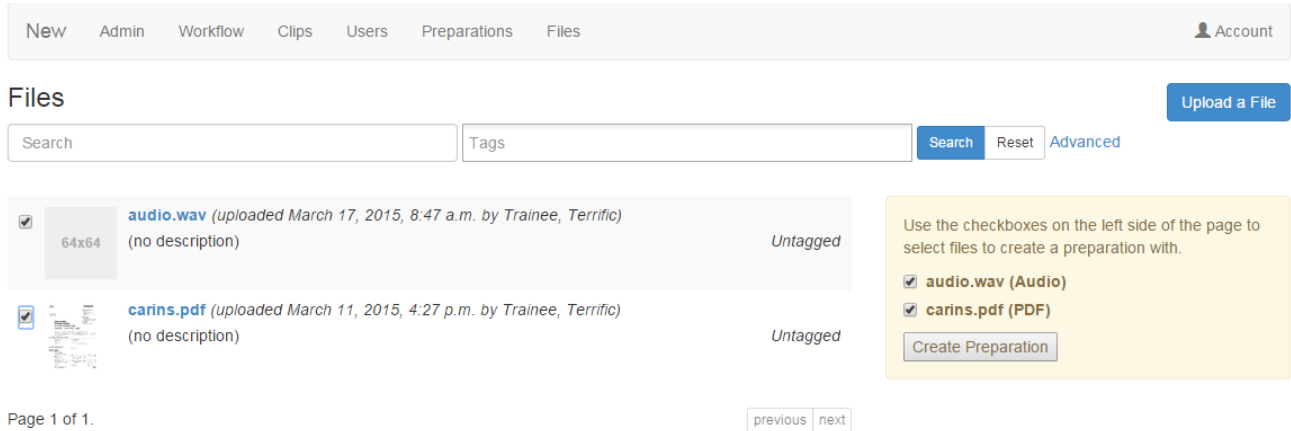 New Admin Workflow Clips Users Preparations Files Account
Files
Upload a File
Search Tags Search Reset Advanced
audio.wav (uploaded March 17, 2015, 8:47 a.m. by Trainee, Terrific)
64x64 (no description) Untagged
carins.pdf (uploaded March 11, 2015, 4:27 p.m. by Trainee, Terrific)
(no description) Untagged
Use the checkboxes on the left side of the page to
select files to create a preparation with.
audio.wav (Audio)
carins.pdf (PDF)
Create Preparation
Page 1 of 1. previous next